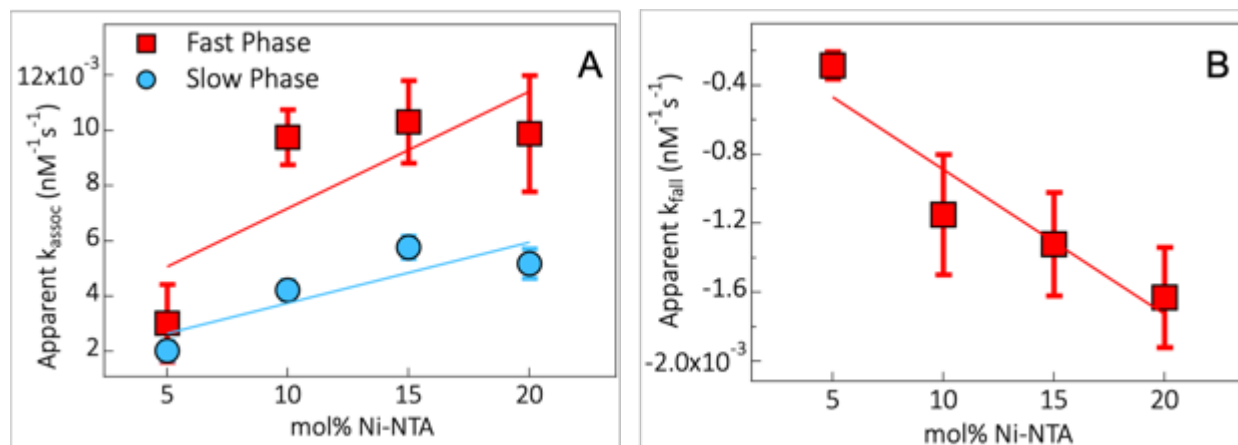 Fast Phase
Slow Phase
A
12x10⁻³
10
8
6
4
2
Apparent k_assoc (nM⁻¹s⁻¹)
5 10 15 20
mol% Ni-NTA
B
-0.4
-0.8
-1.2
-1.6
-2.0x10⁻³
Apparent k_fall (nM⁻¹s⁻¹)
5 10 15 20
mol% Ni-NTA